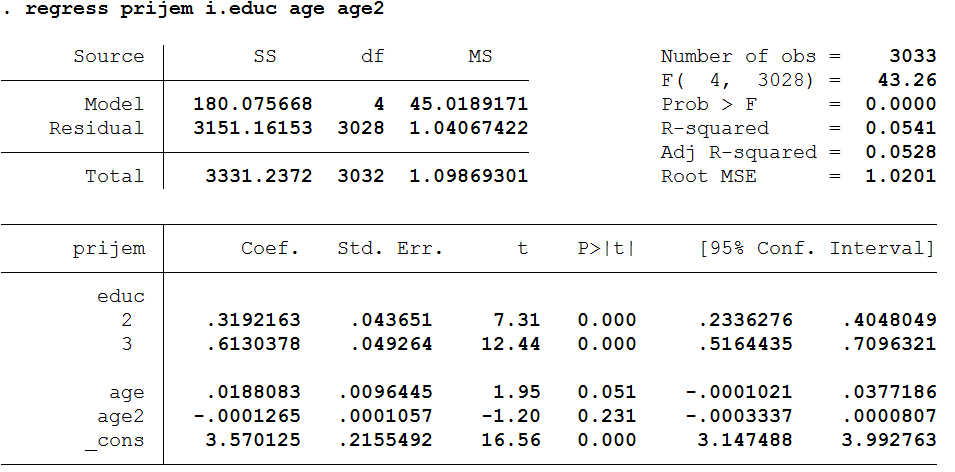 . regress prijem i.educ age age2
Source SS df MS Number of obs = 3033
F( 4, 3028) = 43.26
Model 180.075668 4 45.0189171 Prob > F = 0.0000
Residual 3151.16153 3028 1.04067422 R-squared = 0.0541
Adj R-squared = 0.0528
Total 3331.2372 3032 1.09869301 Root MSE = 1.0201
prijem Coef. Std. Err. t P>|t| [95% Conf. Interval]
educ
2 .3192163 .043651 7.31 0.000 .2336276 .4048049
3 .6130378 .049264 12.44 0.000 .5164435 .7096321
age .0188083 .0096445 1.95 0.051 -.0001021 .0377186
age2 -.0001265 .0001057 -1.20 0.231 -.0003337 .0000807
_cons 3.570125 .2155492 16.56 0.000 3.147488 3.992763